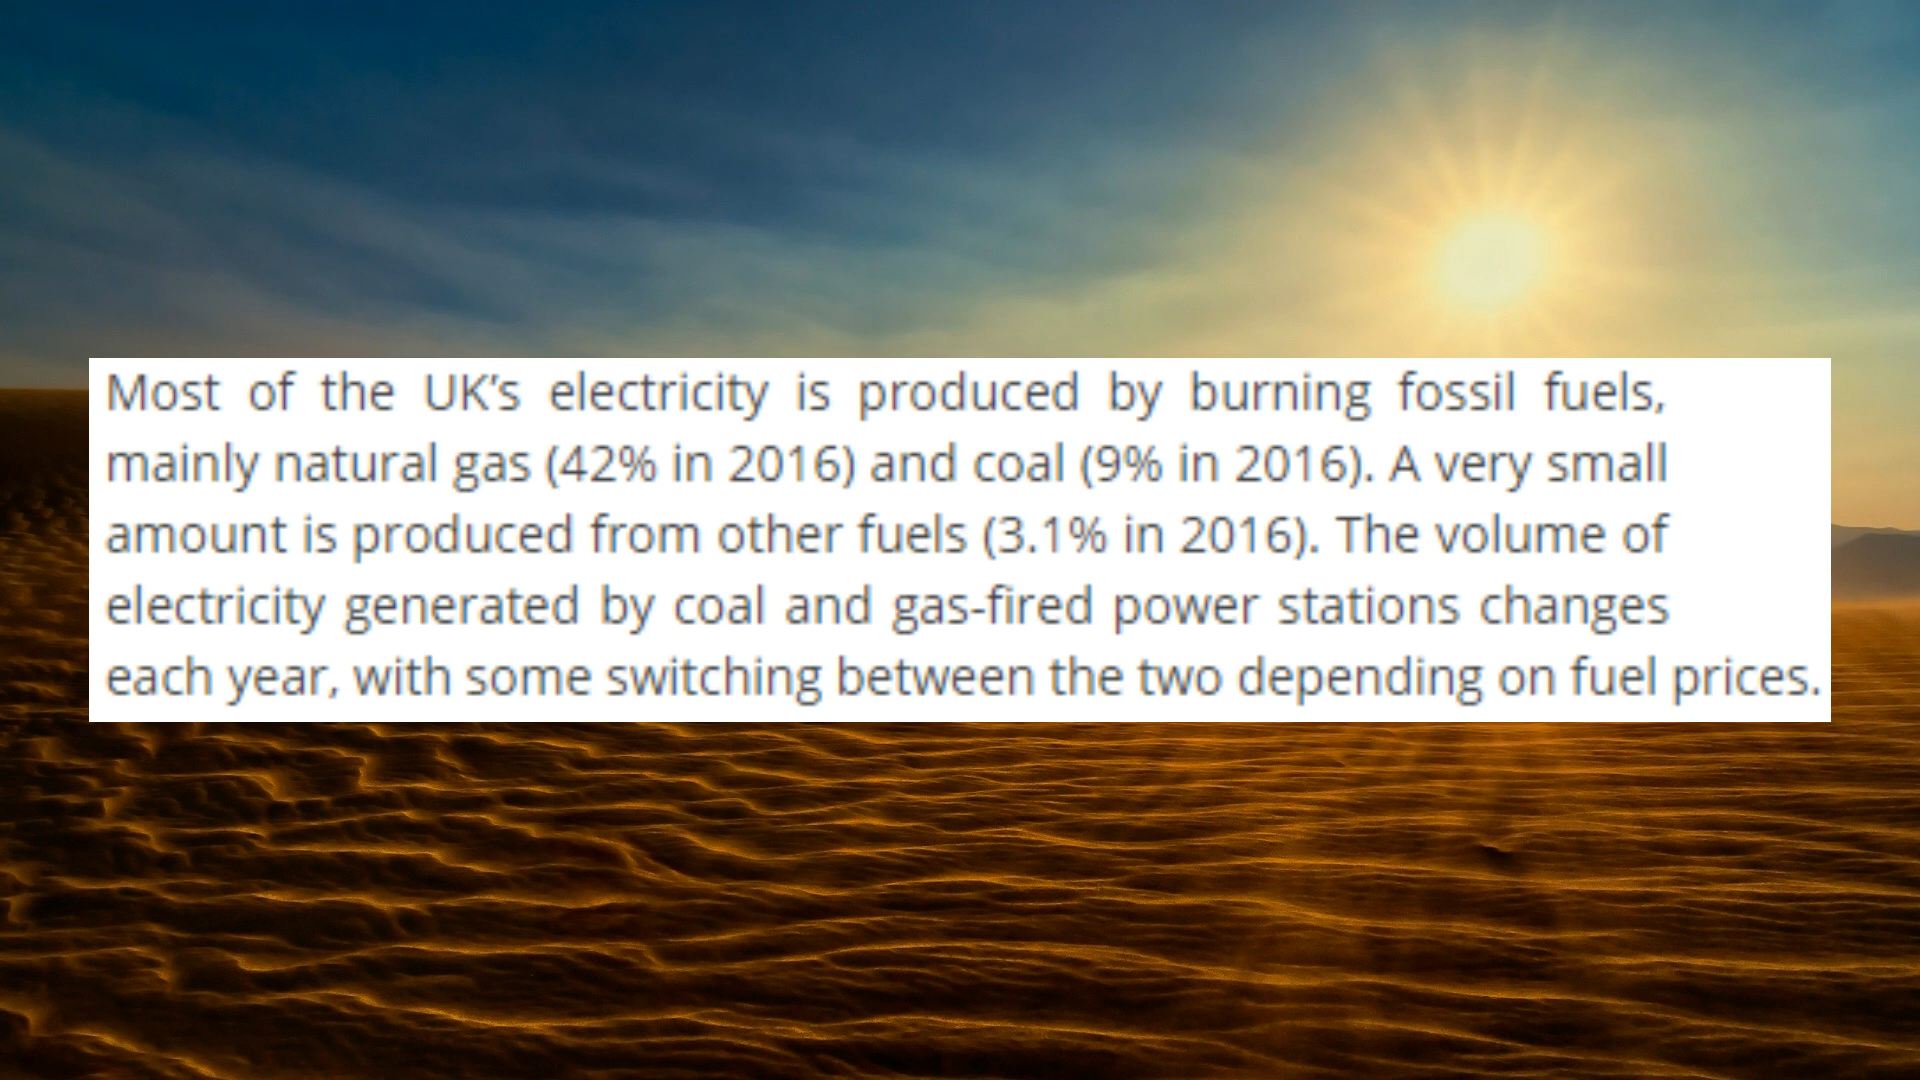 Most of the UK’s electricity is produced by burning fossil fuels,
mainly natural gas (42% in 2016) and coal (9% in 2016). A very small
amount is produced from other fuels (3.1% in 2016). The volume of
electricity generated by coal and gas-fired power stations changes
each year, with some switching between the two depending on fuel prices.